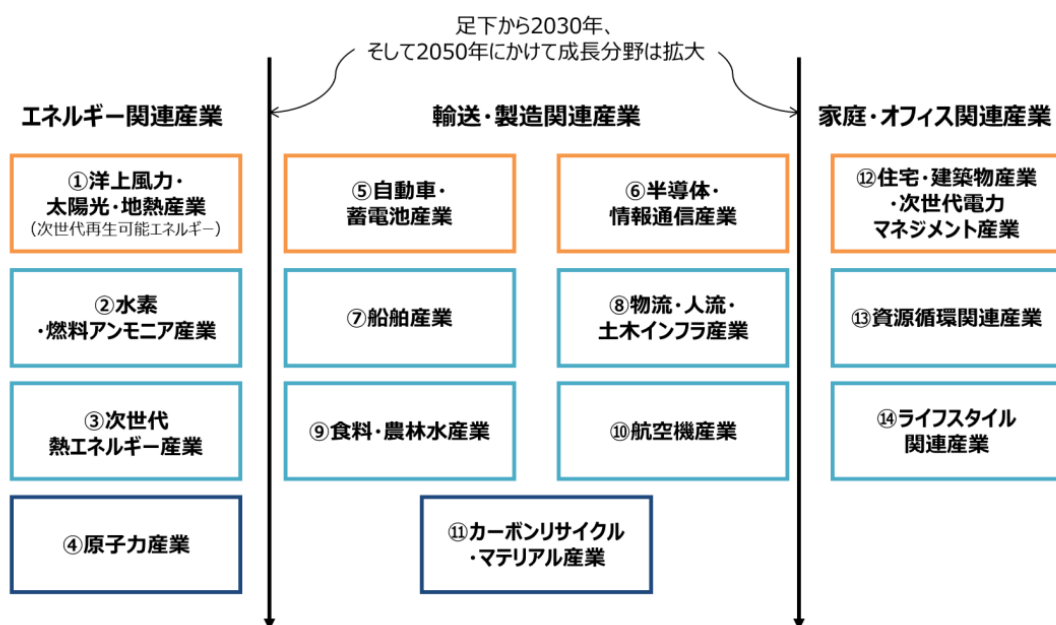 足下から2030年、
そして2050年にかけて成長分野は拡大
エネルギー関連産業
輸送・製造関連産業
家庭・オフィス関連産業
①洋上風力・
太陽光・地熱産業
(次世代再生可能エネルギー)
⑤自動車・
蓄電池産業
⑥半導体・
情報通信産業
⑫住宅・建築物産業
・次世代電力
マネジメント産業
②水素
・燃料アンモニア産業
⑦船舶産業
⑧物流・人流・
土木インフラ産業
⑬資源循環関連産業
③次世代
熱エネルギー産業
⑨食料・農林水産業
⑩航空機産業
⑭ライフスタイル
関連産業
④原子力産業
⑪カーボンリサイクル
・マテリアル産業